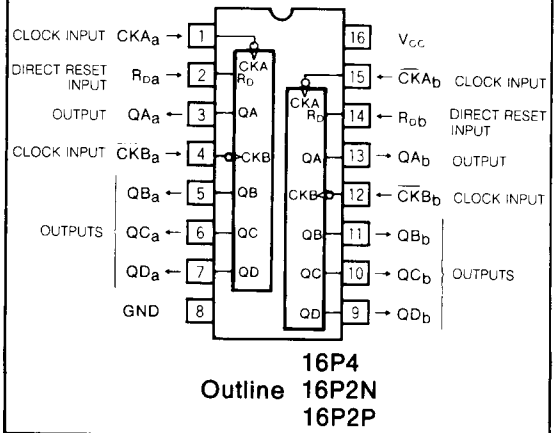 CLOCK INPUT CKAa → 1
DIRECT RESET INPUT RDa → 2
OUTPUT QAa ← 3
CLOCK INPUT C̅K̅Ba → 4
QBa ← 5
OUTPUTS QCa ← 6
QDa ← 7
GND 8
CKA
RD
QA
CKB
QB
QC
QD
CKA
RD
QA
CKB
QB
QC
QD
16 VCC
15 ← C̅K̅Ab CLOCK INPUT
14 ← RDb DIRECT RESET INPUT
13 → QAb OUTPUT
12 ← C̅K̅Bb CLOCK INPUT
11 → QBb
10 → QCb OUTPUTS
9 → QDb
16P4
Outline 16P2N
16P2P